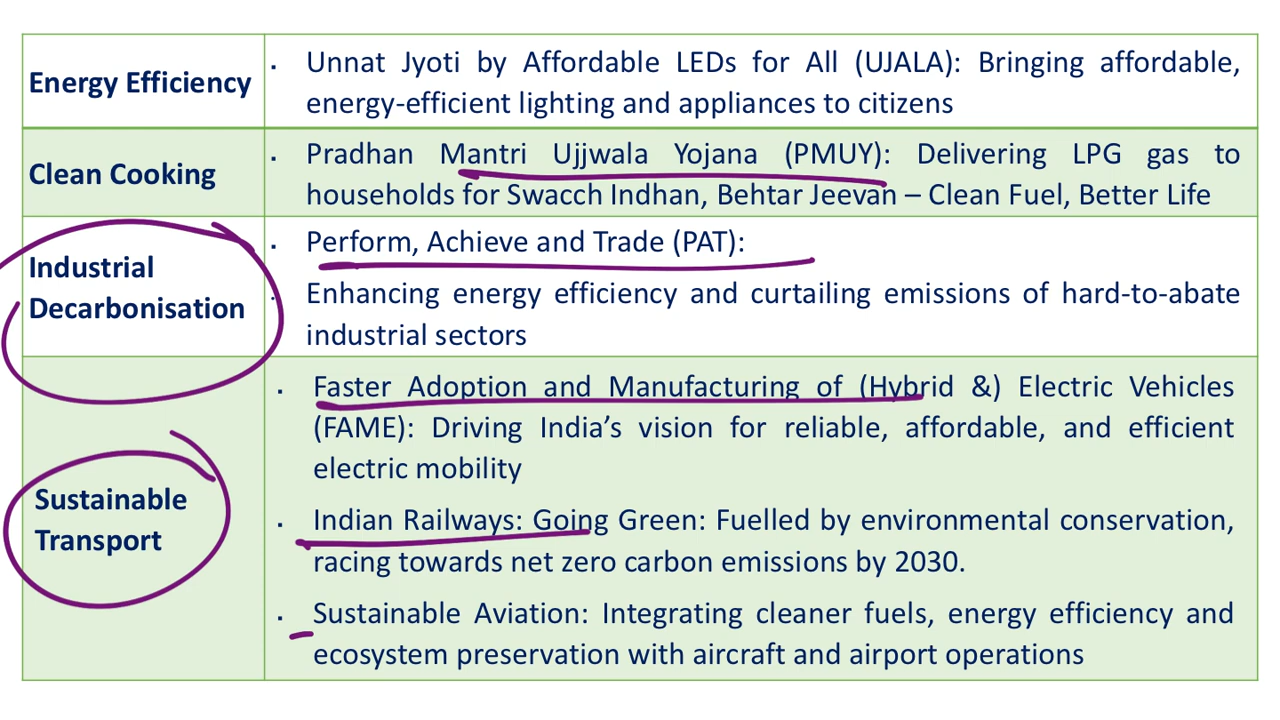 Energy Efficiency
• Unnat Jyoti by Affordable LEDs for All (UJALA): Bringing affordable,
energy-efficient lighting and appliances to citizens
Clean Cooking
• Pradhan Mantri Ujjwala Yojana (PMUY): Delivering LPG gas to
households for Swacch Indhan, Behtar Jeevan – Clean Fuel, Better Life
Industrial
Decarbonisation
• Perform, Achieve and Trade (PAT):
• Enhancing energy efficiency and curtailing emissions of hard-to-abate
industrial sectors
Sustainable
Transport
• Faster Adoption and Manufacturing of (Hybrid &) Electric Vehicles
(FAME): Driving India’s vision for reliable, affordable, and efficient
electric mobility
• Indian Railways: Going Green: Fuelled by environmental conservation,
racing towards net zero carbon emissions by 2030.
• Sustainable Aviation: Integrating cleaner fuels, energy efficiency and
ecosystem preservation with aircraft and airport operations